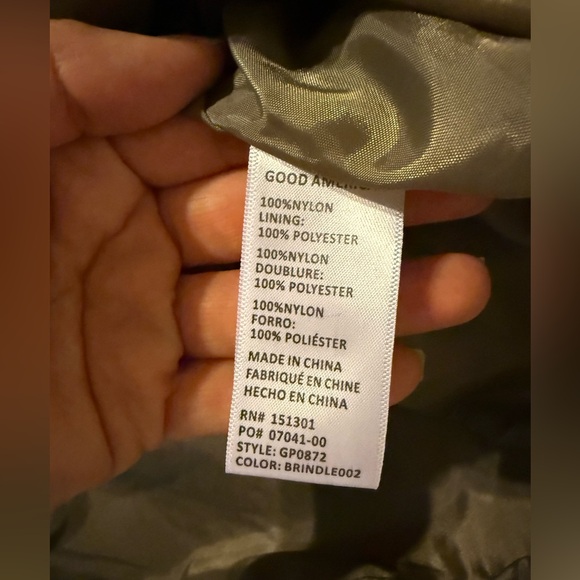 GOOD
100%NYLON
LINING:
100% POLYESTER
100%NYLON
DOUBLURE:
100% POLYESTER
100%NYLON
FORRO:
100% POLIÉSTER
MADE IN CHINA
FABRIQUÉ EN CHINE
HECHO EN CHINA
RN# 151301
PO# 07041-00
STYLE: GP0872
COLOR: BRINDLE002